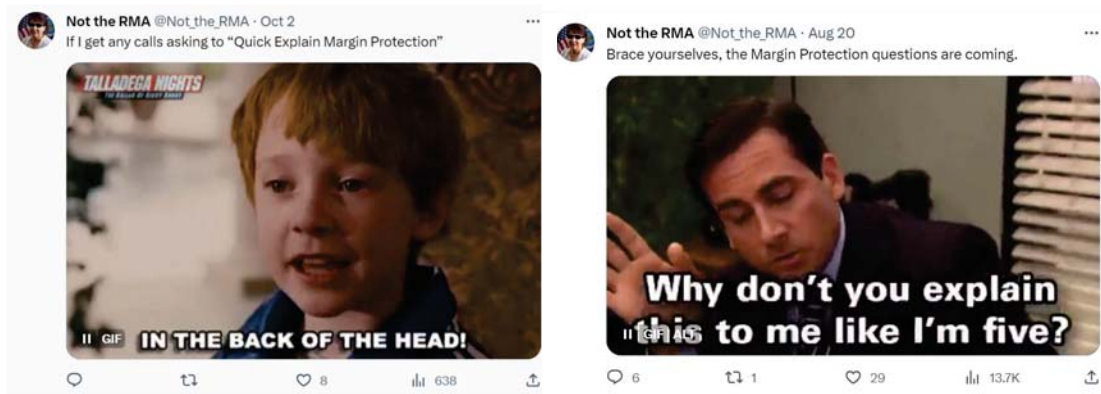 Not the RMA @Not_the_RMA · Oct 2
If I get any calls asking to “Quick Explain Margin Protection”
TALLADEGA NIGHTS
GIF
IN THE BACK OF THE HEAD!
8
638
Not the RMA @Not_the_RMA · Aug 20
Brace yourselves, the Margin Protection questions are coming.
Why don't you explain
this to me like I'm five?
GIF ALT
6
1
29
13.7K